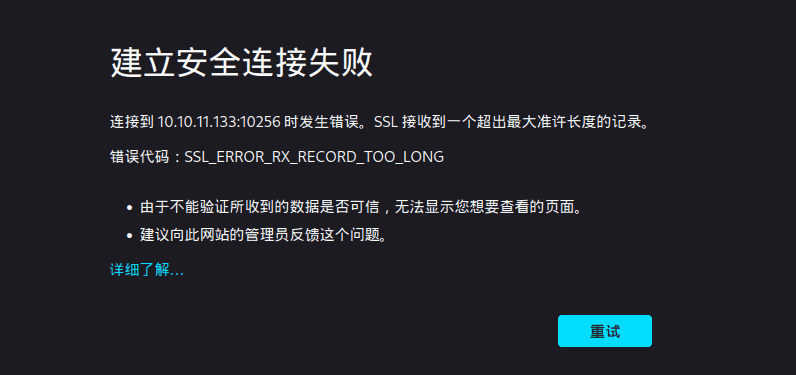 建立安全连接失败
连接到 10.10.11.133:10256 时发生错误。SSL 接收到一个超出最大准许长度的记录。
错误代码：SSL_ERROR_RX_RECORD_TOO_LONG
• 由于不能验证所收到的数据是否可信，无法显示您想要查看的页面。
• 建议向此网站的管理员反馈这个问题。
详细了解…
重试